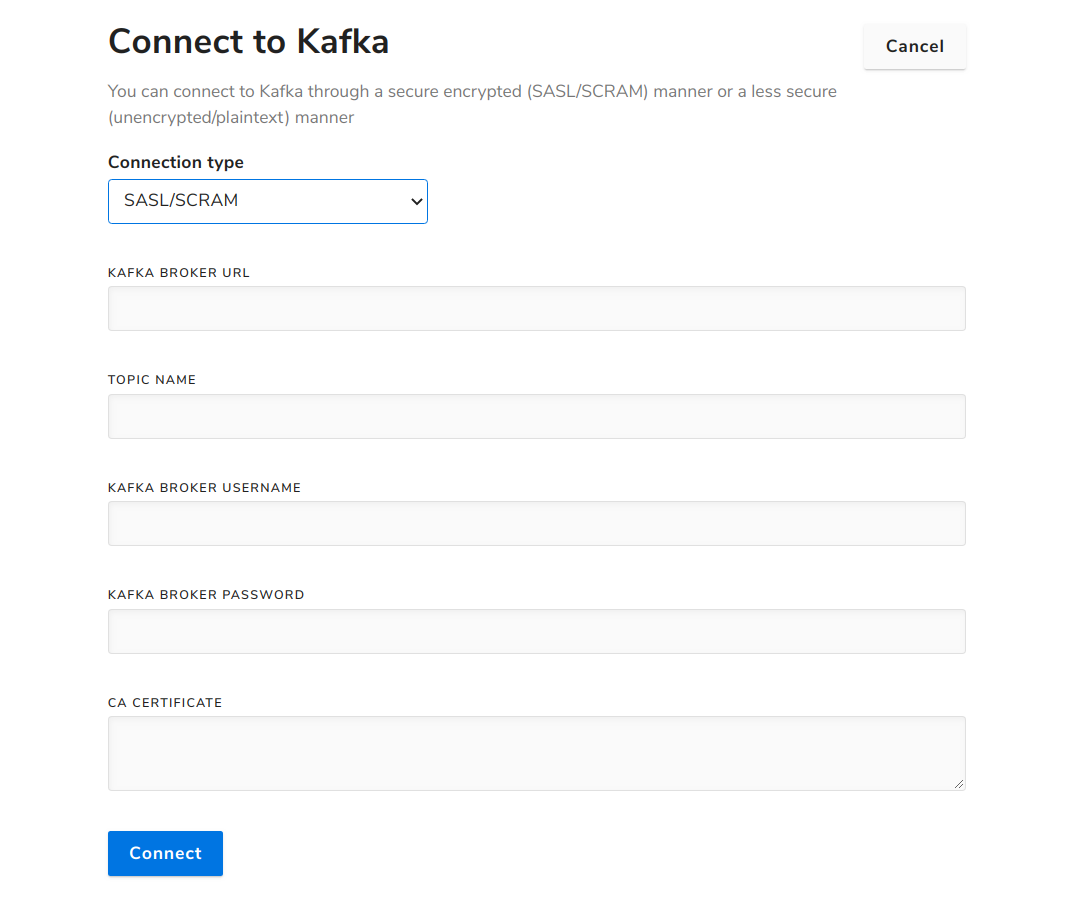 Connect to Kafka
Cancel
You can connect to Kafka through a secure encrypted (SASL/SCRAM) manner or a less secure
(unencrypted/plaintext) manner
Connection type
SASL/SCRAM
KAFKA BROKER URL
TOPIC NAME
KAFKA BROKER USERNAME
KAFKA BROKER PASSWORD
CA CERTIFICATE
Connect